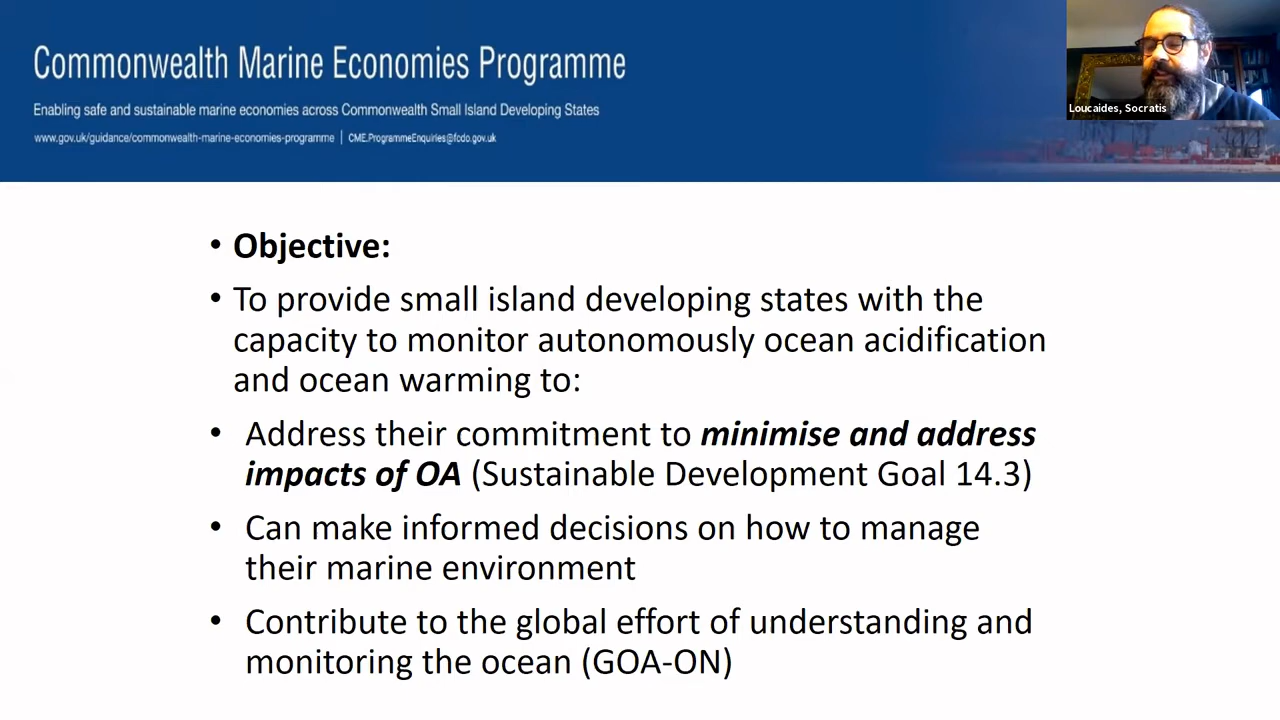 Commonwealth Marine Economies Programme
Enabling safe and sustainable marine economies across Commonwealth Small Island Developing States
www.gov.uk/guidance/commonwealth-marine-economies-programme | CME.ProgrammeEnquiries@fcdo.gov.uk
Loucaides, Socratis
• Objective:
• To provide small island developing states with the
capacity to monitor autonomously ocean acidification
and ocean warming to:
• Address their commitment to minimise and address
impacts of OA (Sustainable Development Goal 14.3)
• Can make informed decisions on how to manage
their marine environment
• Contribute to the global effort of understanding and
monitoring the ocean (GOA-ON)